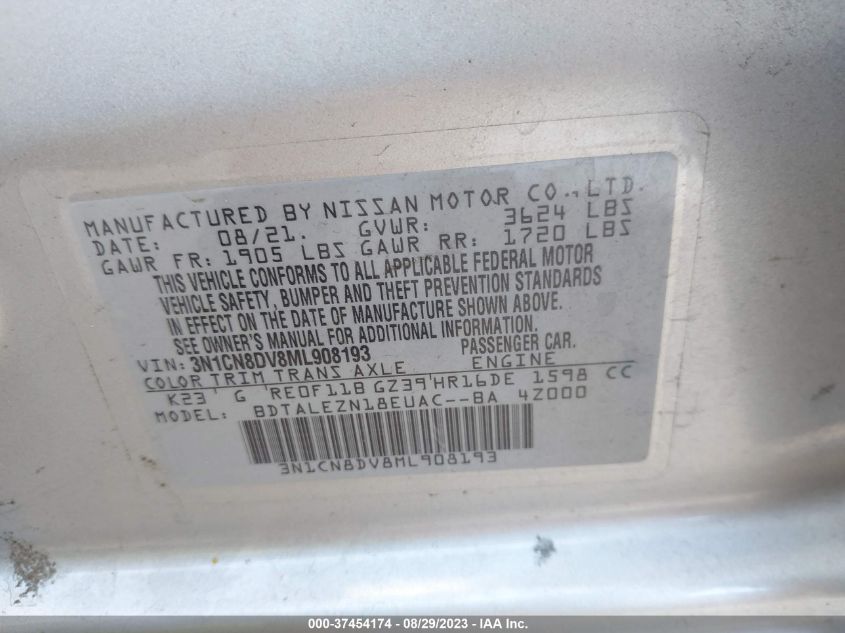 MANUFACTURED BY NISSAN MOTOR CO.,LTD.
DATE: 08/21. GVWR: 3624 LBS
GAWR FR: 1905 LBS GAWR RR: 1720 LBS
THIS VEHICLE CONFORMS TO ALL APPLICABLE FEDERAL MOTOR
VEHICLE SAFETY, BUMPER AND THEFT PREVENTION STANDARDS
IN EFFECT ON THE DATE OF MANUFACTURE SHOWN ABOVE.
SEE OWNER'S MANUAL FOR ADDITIONAL INFORMATION.
VIN: 3N1CN8DV8ML908193 PASSENGER CAR.
COLOR TRIM TRANS AXLE ENGINE
K23 G RE0F11B GZ39 HR16DE 1598 CC
MODEL: BDTALEZN18EUAC--BA 4Z000
3N1CN8DV8ML908193
000-37454174 - 08/29/2023 - IAA Inc.